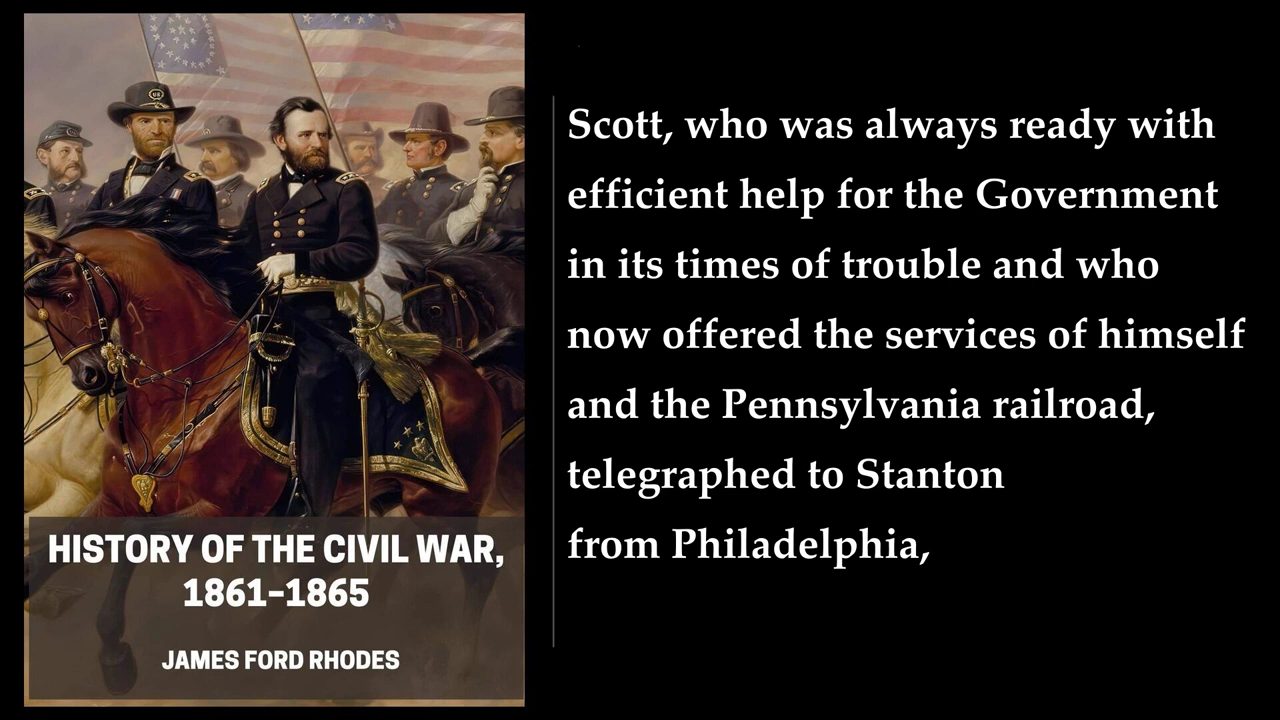 HISTORY OF THE CIVIL WAR,
1861–1865
JAMES FORD RHODES
Scott, who was always ready with
efficient help for the Government
in its times of trouble and who
now offered the services of himself
and the Pennsylvania railroad,
telegraphed to Stanton
from Philadelphia,